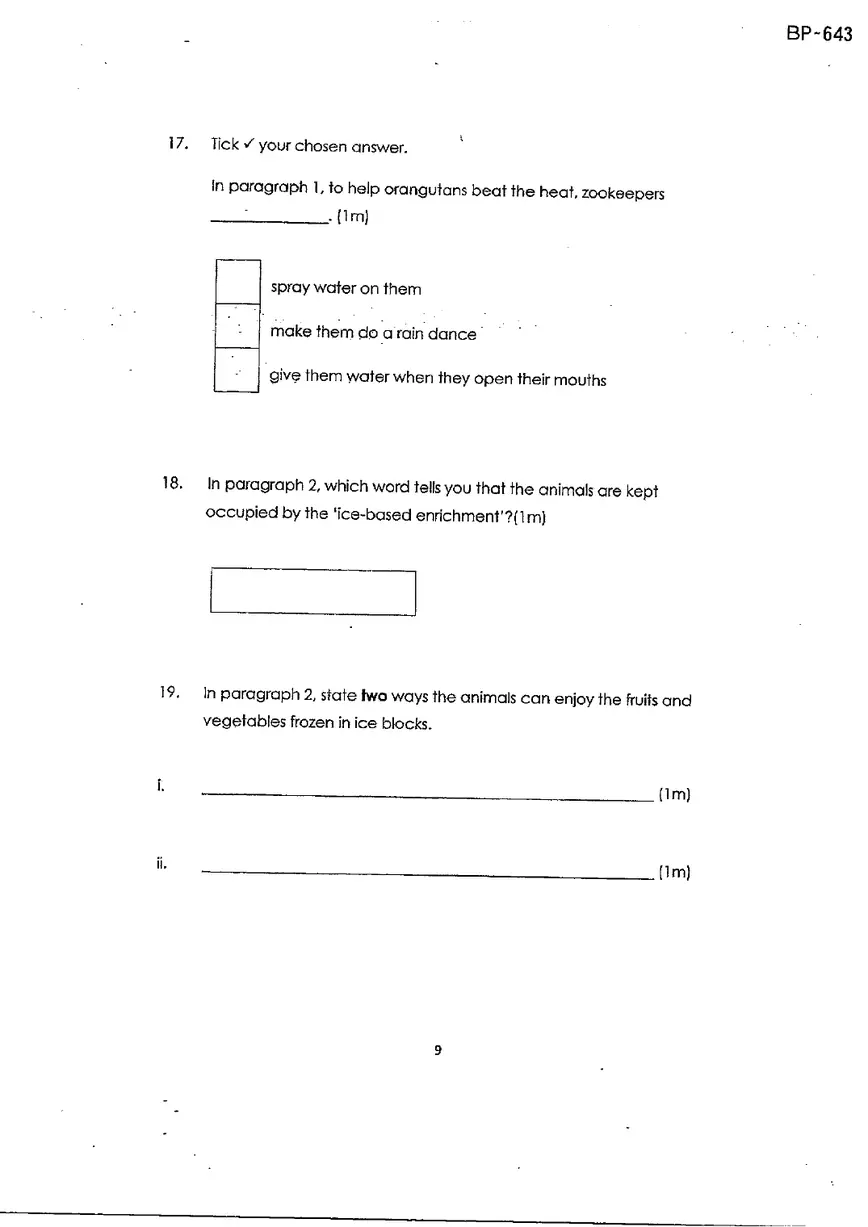 BP-643
17. Tick ✓ your chosen answer.
In paragraph 1, to help orangutans beat the heat, zookeepers
____________. (1m)
spray water on them
make them do a rain dance
give them water when they open their mouths
18. In paragraph 2, which word tells you that the animals are kept
occupied by the 'ice-based enrichment'?(1m)
19. In paragraph 2, state two ways the animals can enjoy the fruits and
vegetables frozen in ice blocks.
i. ____________________ (1m)
ii. ____________________ (1m)
9